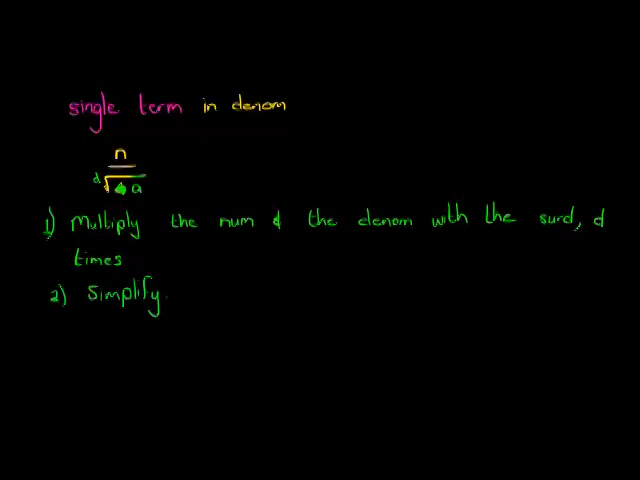 single term in denom
n
d√a
1) Multiply the num & the denom with the surd, d
times
2) Simplify.